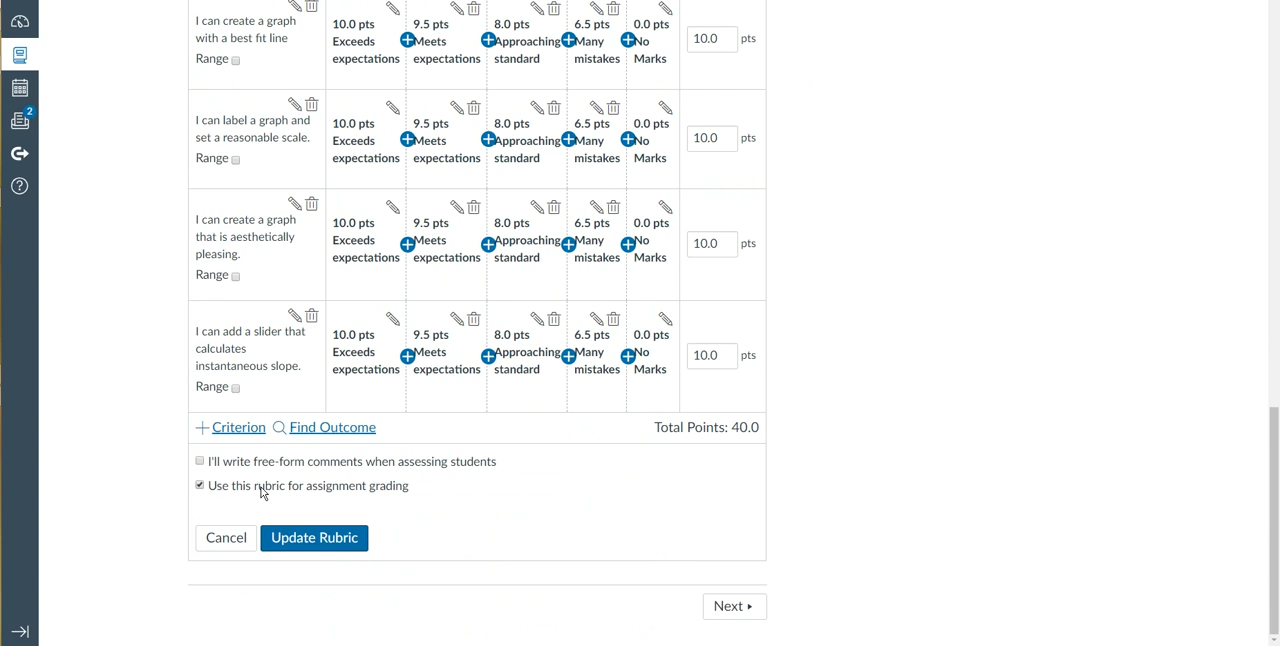 2
I can create a graph
with a best fit line
Range
10.0 pts
Exceeds
expectations
9.5 pts
Meets
expectations
8.0 pts
Approaching
standard
6.5 pts
Many
mistakes
0.0 pts
No
Marks
10.0 pts
I can label a graph and
set a reasonable scale.
Range
10.0 pts
Exceeds
expectations
9.5 pts
Meets
expectations
8.0 pts
Approaching
standard
6.5 pts
Many
mistakes
0.0 pts
No
Marks
10.0 pts
I can create a graph
that is aesthetically
pleasing.
Range
10.0 pts
Exceeds
expectations
9.5 pts
Meets
expectations
8.0 pts
Approaching
standard
6.5 pts
Many
mistakes
0.0 pts
No
Marks
10.0 pts
I can add a slider that
calculates
instantaneous slope.
Range
10.0 pts
Exceeds
expectations
9.5 pts
Meets
expectations
8.0 pts
Approaching
standard
6.5 pts
Many
mistakes
0.0 pts
No
Marks
10.0 pts
Criterion Find Outcome Total Points: 40.0
I'll write free-form comments when assessing students
Use this rubric for assignment grading
Cancel Update Rubric
Next